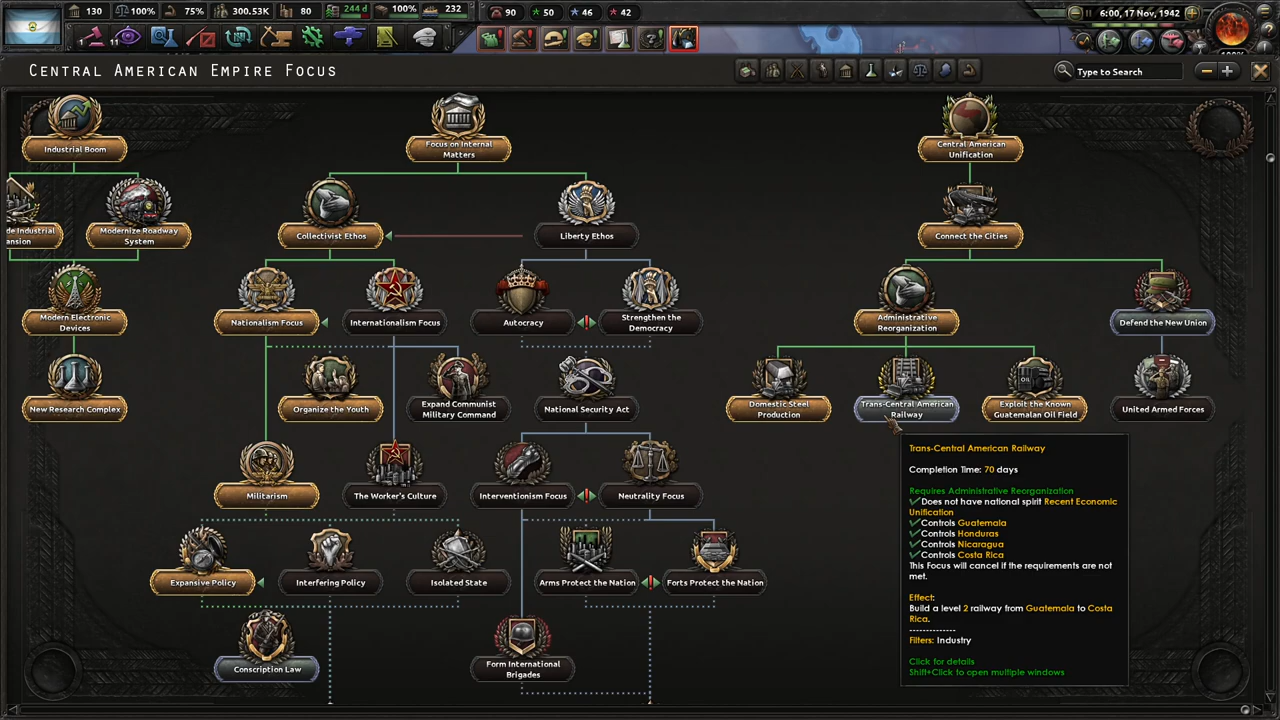 130
100%
75%
300.53K
80
244 d
100%
232
90
50
46
42
6:00, 17 Nov, 1942
100%
1
11
Central American Empire Focus
Type to Search
Industrial Boom
Focus on Internal
Matters
Central American
Unification
de Industrial
ansion
Modernize Roadway
System
Collectivist Ethos
Liberty Ethos
Connect the Cities
Modern Electronic
Devices
Nationalism Focus
Internationalism Focus
Autocracy
Strengthen the
Democracy
Administrative
Reorganization
Defend the New Union
New Research Complex
Organize the Youth
Expand Communist
Military Command
National Security Act
Domestic Steel
Production
Trans-Central American
Railway
OIL
Exploit the Known
Guatemalan Oil Field
United Armed Forces
Militarism
The Worker's Culture
Interventionism Focus
Neutrality Focus
Expansive Policy
Interfering Policy
Isolated State
Arms Protect the Nation
Forts Protect the Nation
Conscription Law
Form International
Brigades
Trans-Central American Railway
Completion Time: 70 days
Requires Administrative Reorganization
Does not have national spirit Recent Economic
Unification
Controls Guatemala
Controls Honduras
Controls Nicaragua
Controls Costa Rica
This Focus will cancel if the requirements are not
met.
Effect:
Build a level 2 railway from Guatemala to Costa
Rica.
--------------
Filters: Industry
Click for details
Shift+Click to open multiple windows